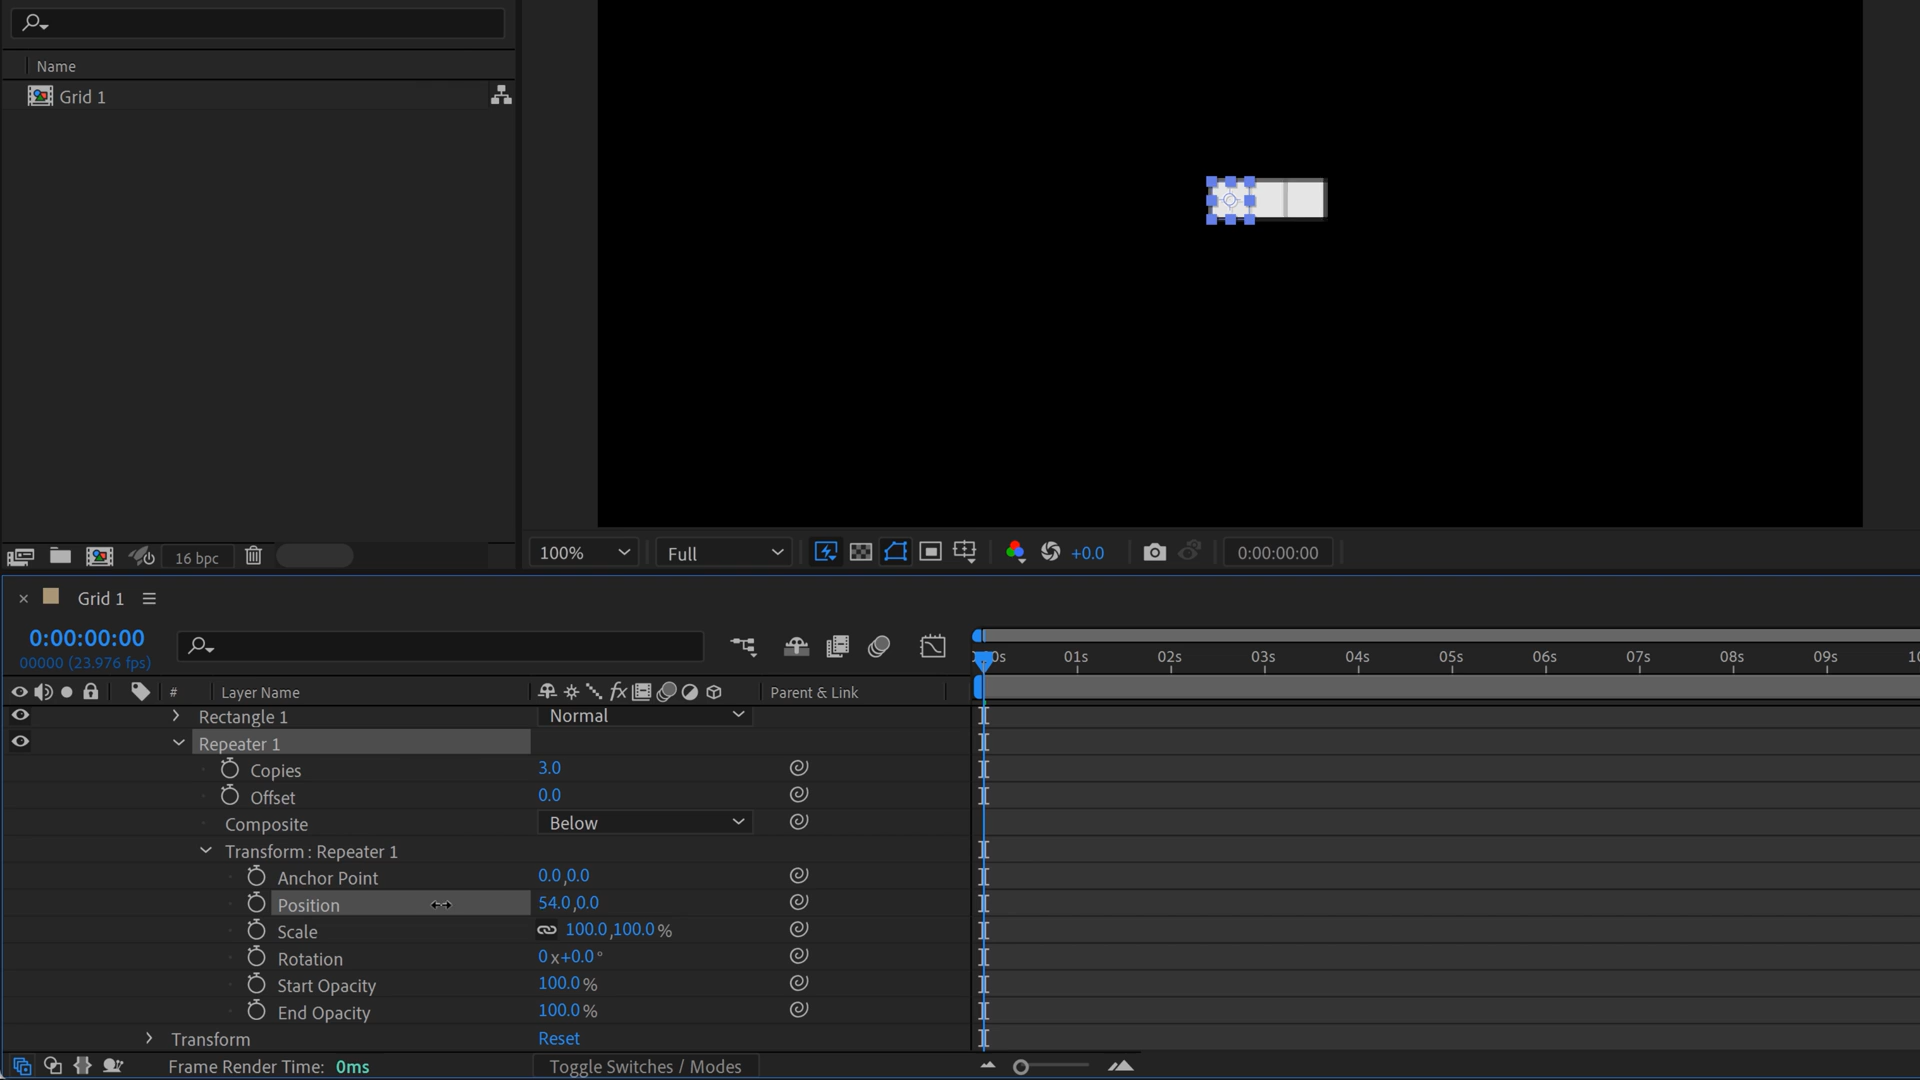 Name
Grid 1
16 bpc
100%
Full
+0.0
0:00:00:00
Grid 1
0:00:00:00
00000 (23.976 fps)
0s 01s 02s 03s 04s 05s 06s 07s 08s 09s 10
# Layer Name fx Parent & Link
Rectangle 1 Normal
Repeater 1
Copies 3.0
Offset 0.0
Composite Below
Transform : Repeater 1
Anchor Point 0.0,0.0
Position 54.0,0.0
Scale 100.0,100.0%
Rotation 0x+0.0°
Start Opacity 100.0%
End Opacity 100.0%
Transform Reset
Frame Render Time: 0ms Toggle Switches / Modes